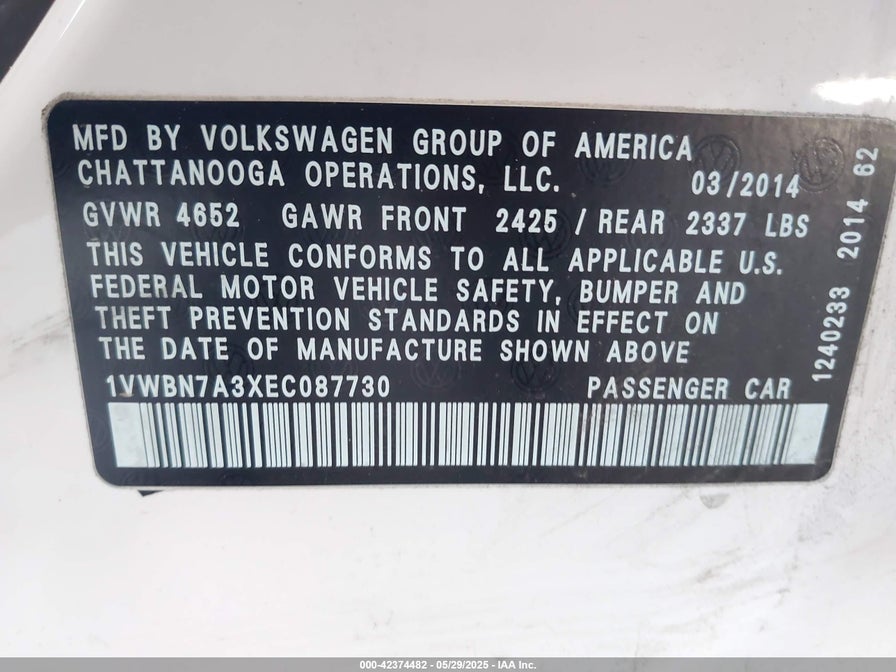 MFD BY VOLKSWAGEN GROUP OF AMERICA
CHATTANOOGA OPERATIONS, LLC. 03/2014
GVWR 4652 GAWR FRONT 2425 / REAR 2337 LBS
THIS VEHICLE CONFORMS TO ALL APPLICABLE U.S.
FEDERAL MOTOR VEHICLE SAFETY, BUMPER AND
THEFT PREVENTION STANDARDS IN EFFECT ON
THE DATE OF MANUFACTURE SHOWN ABOVE
1VWBN7A3XEC087730 PASSENGER CAR
1240233 2014 62
000-42374482 - 05/29/2025 - IAA Inc.